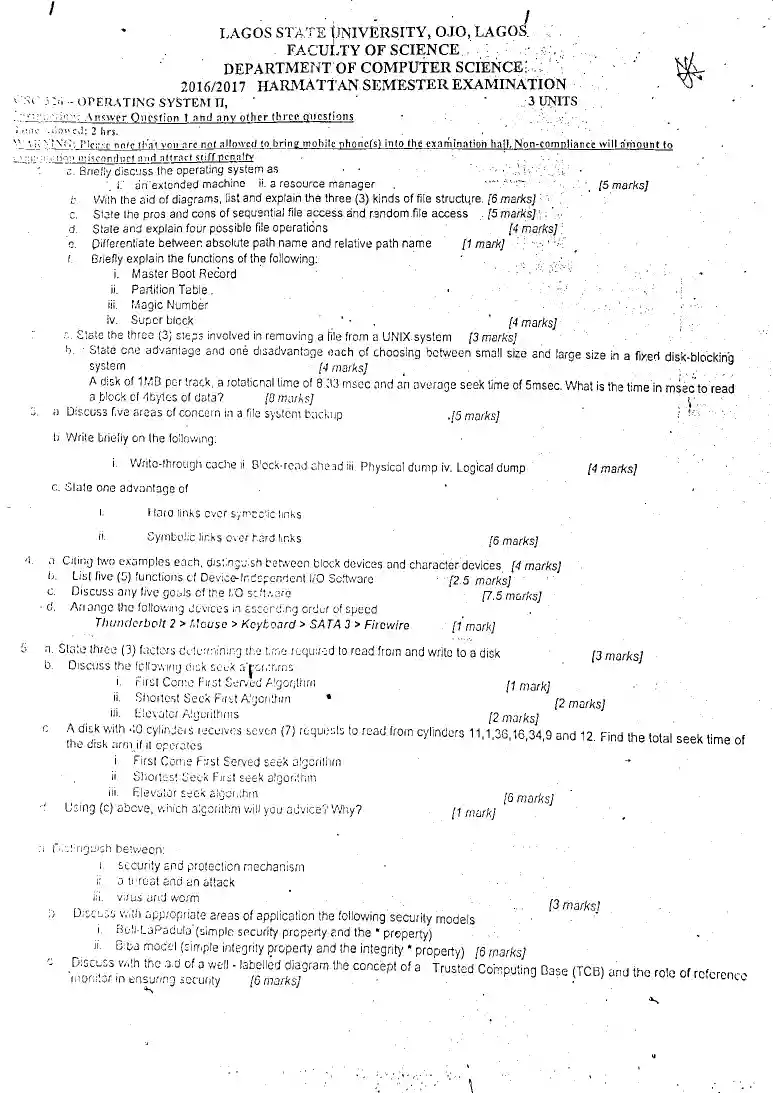 LAGOS STATE UNIVERSITY, OJO, LAGOS.
FACULTY OF SCIENCE
DEPARTMENT OF COMPUTER SCIENCE
2016/2017 HARMATTAN SEMESTER EXAMINATION
OPERATING SYSTEM II, 3 UNITS
Answer Question 1 and any other three questions
2 hrs.
Please note that you are not allowed to bring mobile phone(s) into the examination hall. Non-compliance will amount to
misconduct and attract stiff penalty
a. Briefly discuss the operating system as
i. an extended machine ii. a resource manager [5 marks]
b. With the aid of diagrams, list and explain the three (3) kinds of file structure. [6 marks]
c. State the pros and cons of sequential file access and random file access [5 marks]
d. State and explain four possible file operations [4 marks]
e. Differentiate between absolute path name and relative path name [1 mark]
f. Briefly explain the functions of the following:
i. Master Boot Record
ii. Partition Table
iii. Magic Number
iv. Super block [4 marks]
a. State the three (3) steps involved in removing a file from a UNIX system [3 marks]
b. State one advantage and one disadvantage each of choosing between small size and large size in a fixed disk-blocking
system [4 marks]
A disk of 1MB per track, a rotational time of 8.33 msec and an average seek time of 5msec. What is the time in msec to read
a block of 4bytes of data? [8 marks]
3. a Discuss five areas of concern in a file system backup [5 marks]
b Write briefly on the following:
i. Write-through cache ii Block-read ahead iii Physical dump iv. Logical dump [4 marks]
c. State one advantage of
i. Hard links over symbolic links
ii. Symbolic links over hard links [6 marks]
4. a Citing two examples each, distinguish between block devices and character devices [4 marks]
b. List five (5) functions of Device-Independent I/O Software [2.5 marks]
c. Discuss any five goals of the I/O software [7.5 marks]
d. Arrange the following devices in ascending order of speed
Thunderbolt 2 > Mouse > Keyboard > SATA 3 > Firewire [1 mark]
5 a. State three (3) factors determining the time required to read from and write to a disk [3 marks]
b. Discuss the following disk seek algorithms
i. First Come First Served Algorithm [1 mark]
ii. Shortest Seek First Algorithm [2 marks]
iii. Elevator Algorithms [2 marks]
c A disk with 40 cylinders receives seven (7) requests to read from cylinders 11,1,36,16,34,9 and 12. Find the total seek time of
the disk arm if it operates
i First Come First Served seek algorithm
ii Shortest Seek First seek algorithm
iii. Elevator seek algorithm [6 marks]
d Using (c) above, which algorithm will you advice? Why? [1 mark]
a Distinguish between:
i. security and protection mechanism
ii a threat and an attack
iii. virus and worm [3 marks]
b Discuss with appropriate areas of application the following security models
i. Bell-LaPadula (simple security property and the * property)
ii. Biba model (simple integrity property and the integrity * property) [6 marks]
c Discuss with the aid of a well - labelled diagram the concept of a Trusted Computing Base (TCB) and the role of reference
monitor in ensuring security [6 marks]